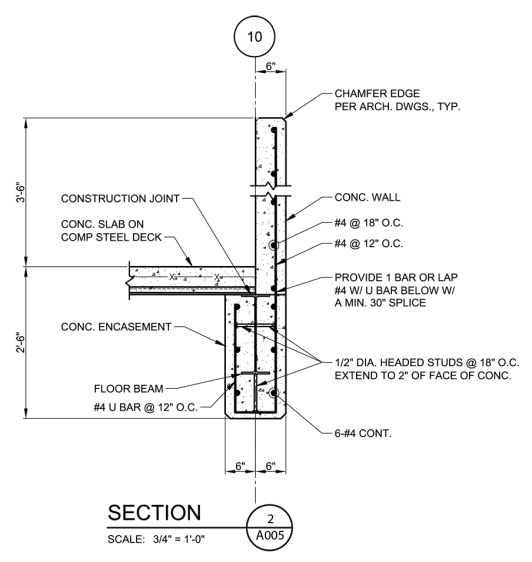 10
6"
CHAMFER EDGE
PER ARCH. DWGS., TYP.
3'-6"
CONSTRUCTION JOINT
CONC. SLAB ON
COMP STEEL DECK
CONC. WALL
#4 @ 18" O.C.
#4 @ 12" O.C.
PROVIDE 1 BAR OR LAP
#4 W/ U BAR BELOW W/
A MIN. 30" SPLICE
2'-6"
CONC. ENCASEMENT
1/2" DIA. HEADED STUDS @ 18" O.C.
EXTEND TO 2" OF FACE OF CONC.
FLOOR BEAM
#4 U BAR @ 12" O.C.
6-#4 CONT.
6" 6"
SECTION
SCALE: 3/4" = 1'-0"
2
A005